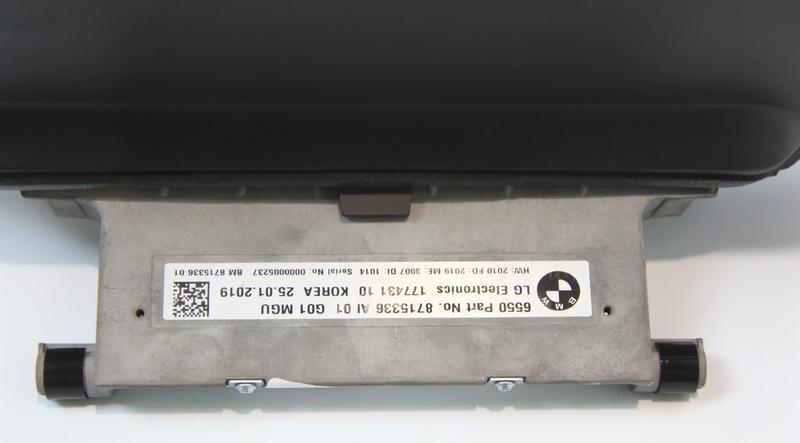 BMW
6550 Part No. 8715336 AI 01 G01 MGU
LG Electronics 177431 10 KOREA 25.01.2019
HW: 2010 FD: 2019 ME: 3007 DI: 1014 Serial No. 0000005237 BM 8715336 01